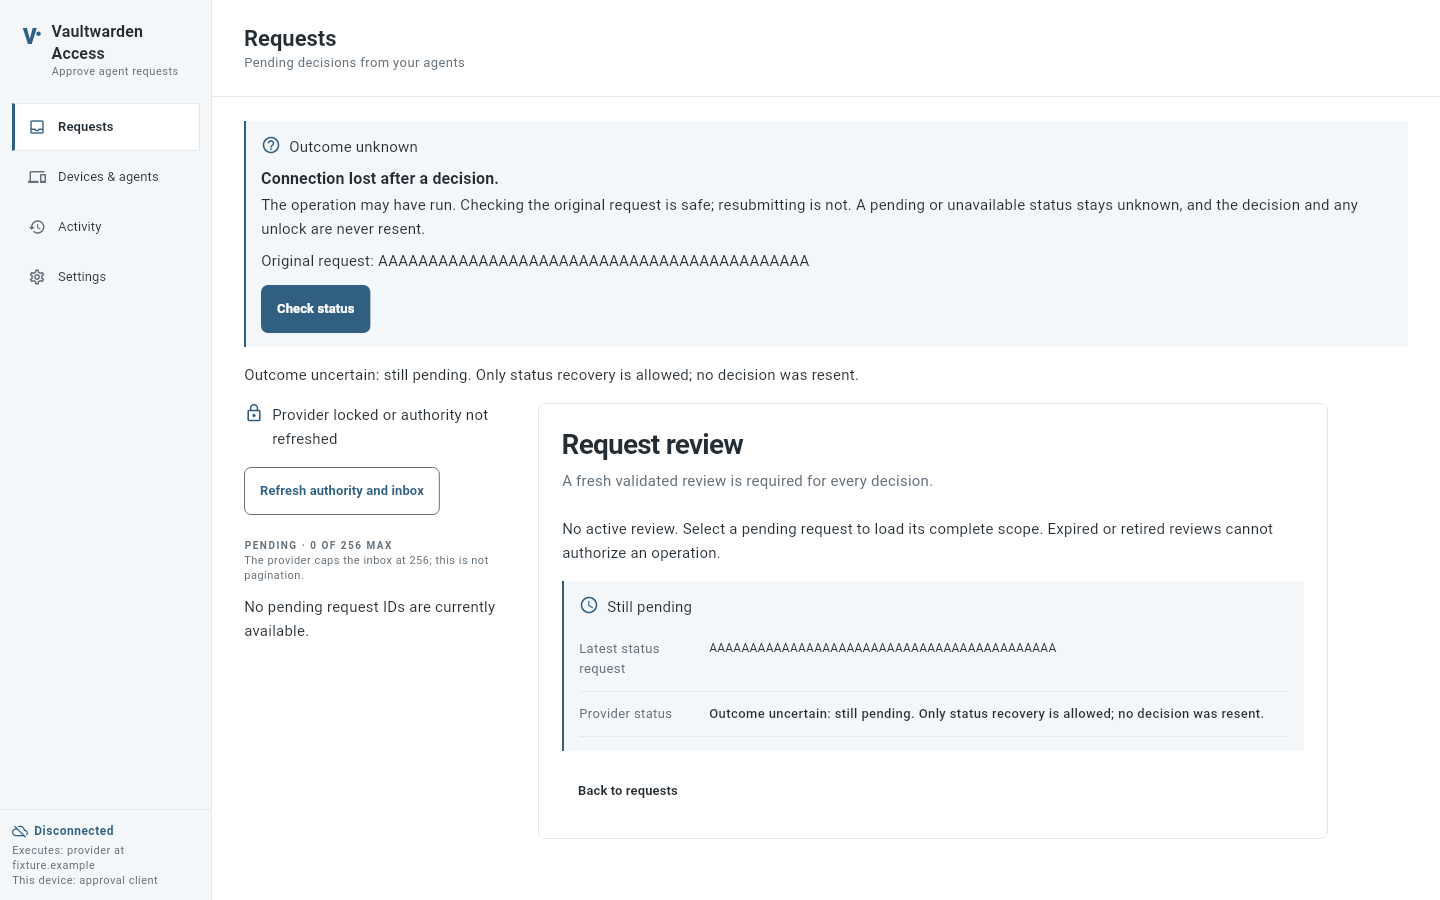 Vaultwarden
Access
Approve agent requests
Requests
Devices & agents
Activity
Settings
Disconnected
Executes: provider at
fixture.example
This device: approval client
Requests
Pending decisions from your agents
Outcome unknown
Connection lost after a decision.
The operation may have run. Checking the original request is safe; resubmitting is not. A pending or unavailable status stays unknown, and the decision and any
unlock are never resent.
Original request: AAAAAAAAAAAAAAAAAAAAAAAAAAAAAAAAAAAAAAAAAAA
Check status
Outcome uncertain: still pending. Only status recovery is allowed; no decision was resent.
Provider locked or authority not
refreshed
Refresh authority and inbox
PENDING · 0 OF 256 MAX
The provider caps the inbox at 256; this is not
pagination.
No pending request IDs are currently
available.
Request review
A fresh validated review is required for every decision.
No active review. Select a pending request to load its complete scope. Expired or retired reviews cannot
authorize an operation.
Still pending
Latest status
request
AAAAAAAAAAAAAAAAAAAAAAAAAAAAAAAAAAAAAAAAAAA
Provider status
Outcome uncertain: still pending. Only status recovery is allowed; no decision was resent.
Back to requests